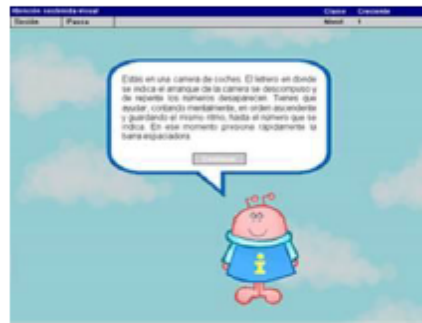 Atención sostenida visual Clase Creciente
Sesión Pausa Nivel 1
Estás en una carrera de coches. El letrero en donde
se indica el arranque de la carrera se descompuso y
de repente los números desaparecen. Tienes que
ayudar, contando mentalmente, en orden ascendente
y guardando el mismo ritmo, hasta el número que se
indica. En ese momento presiona rápidamente la
barra espaciadora.
Continuar
i